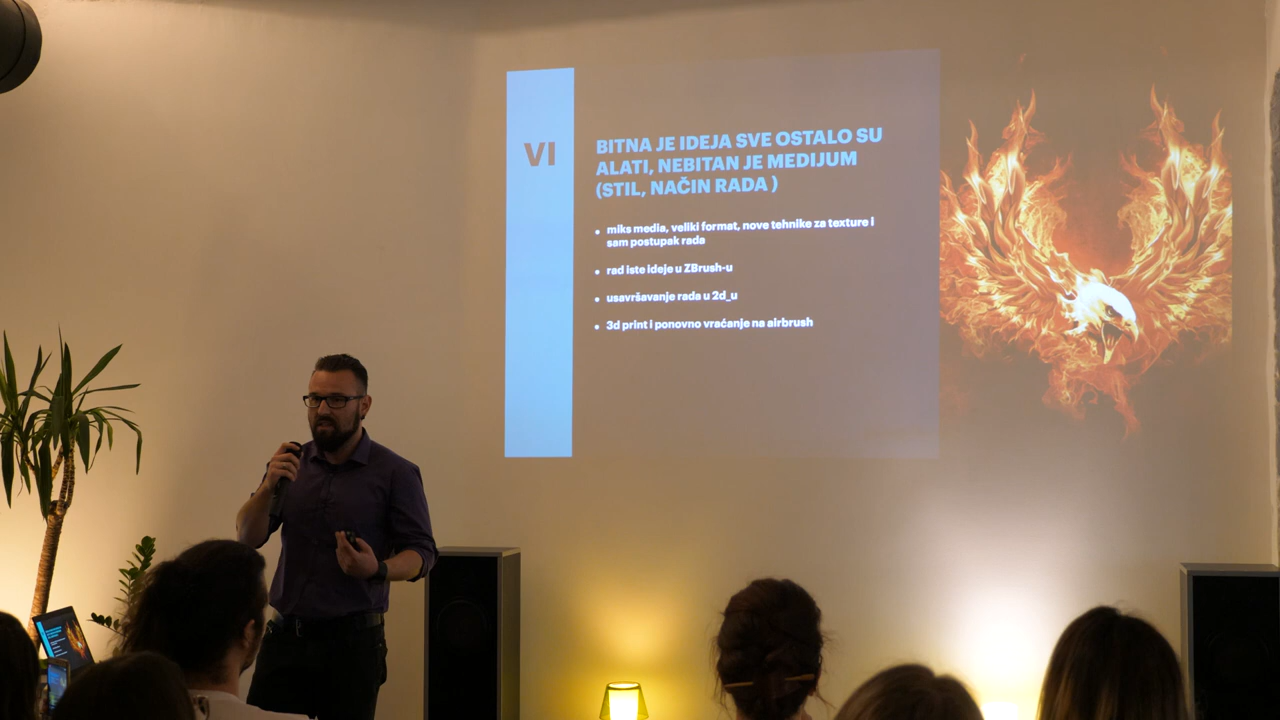 VI
BITNA JE IDEJA SVE OSTALO SU
ALATI, NEBITAN JE MEDIJUM
(STIL, NAČIN RADA )
miks media, veliki format, nove tehnike za texture i
sam postupak rada
rad iste ideje u ZBrush-u
usavršavanje rada u 2d_u
3d print i ponovno vraćanje na airbrush